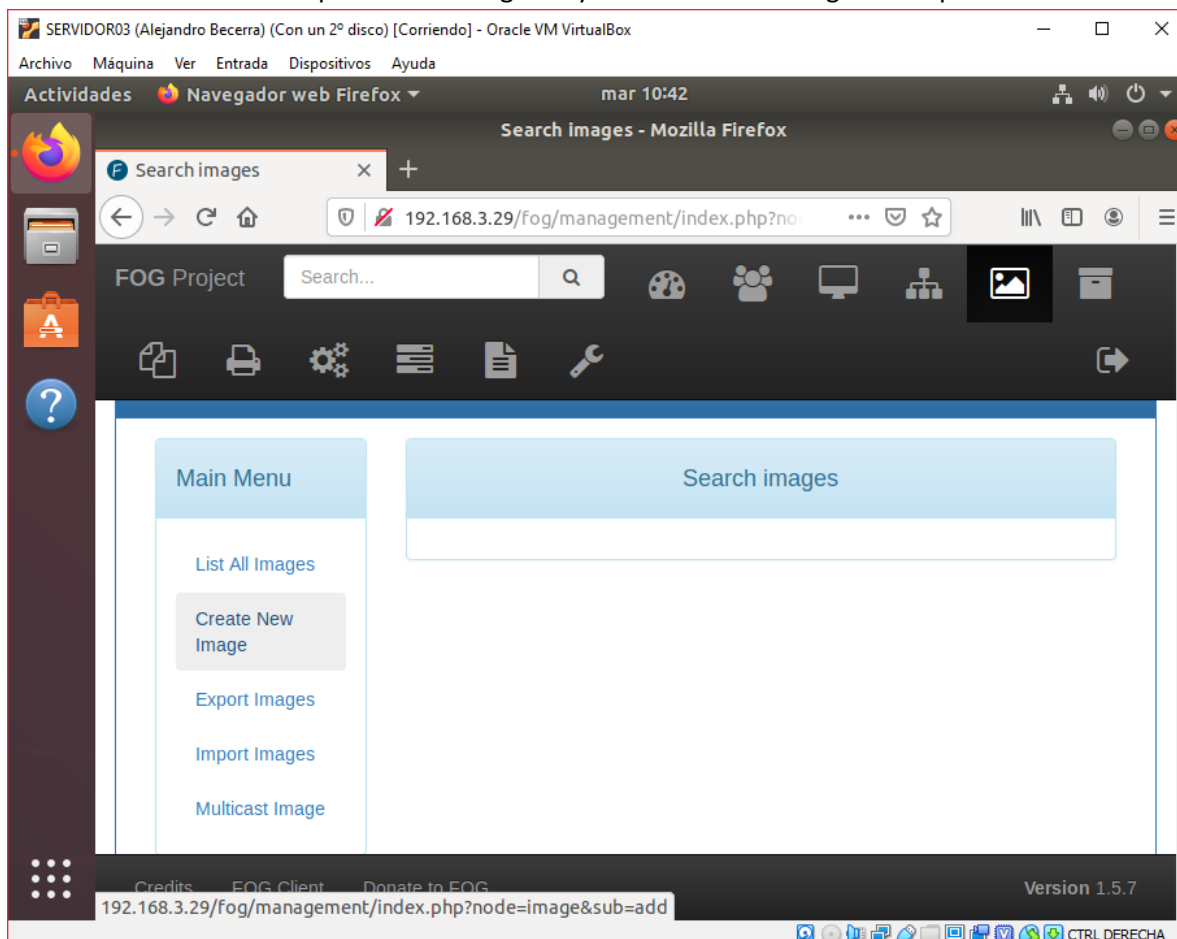 SERVIDOR03 (Alejandro Becerra) (Con un 2º disco) [Corriendo] - Oracle VM VirtualBox
Archivo Máquina Ver Entrada Dispositivos Ayuda
Actividades Navegador web Firefox mar 10:42
Search images - Mozilla Firefox
Search images
192.168.3.29/fog/management/index.php?no
FOG Project Search...
Main Menu
Search images
List All Images
Create New
Image
Export Images
Import Images
Multicast Image
Credits FOG Client Donate to FOG Version 1.5.7
192.168.3.29/fog/management/index.php?node=image&sub=add
CTRL DERECHA